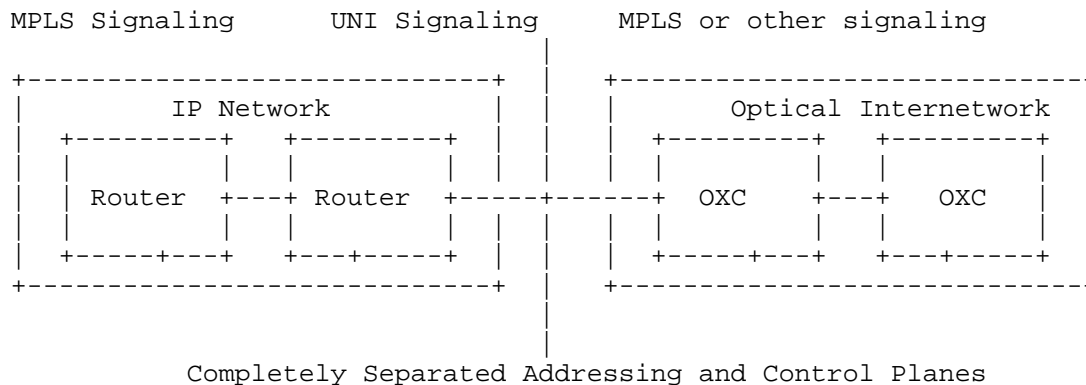 MPLS Signaling UNI Signaling MPLS or other signaling
IP Network Optical Internetwork
Router Router OXC OXC
Completely Separated Addressing and Control Planes